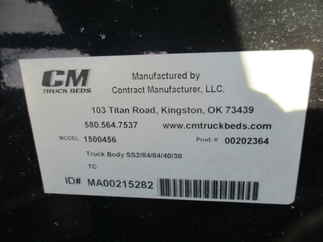 CM
TRUCK BEDS
Manufactured by
Contract Manufacturer, LLC.
103 Titan Road, Kingston, OK 73439
580.564.7537 www.cmtruckbeds.com
MODEL 1500456 Prod.# 00202364
Truck Body SS2/84/84/40/38
TC
ID# MA00215282